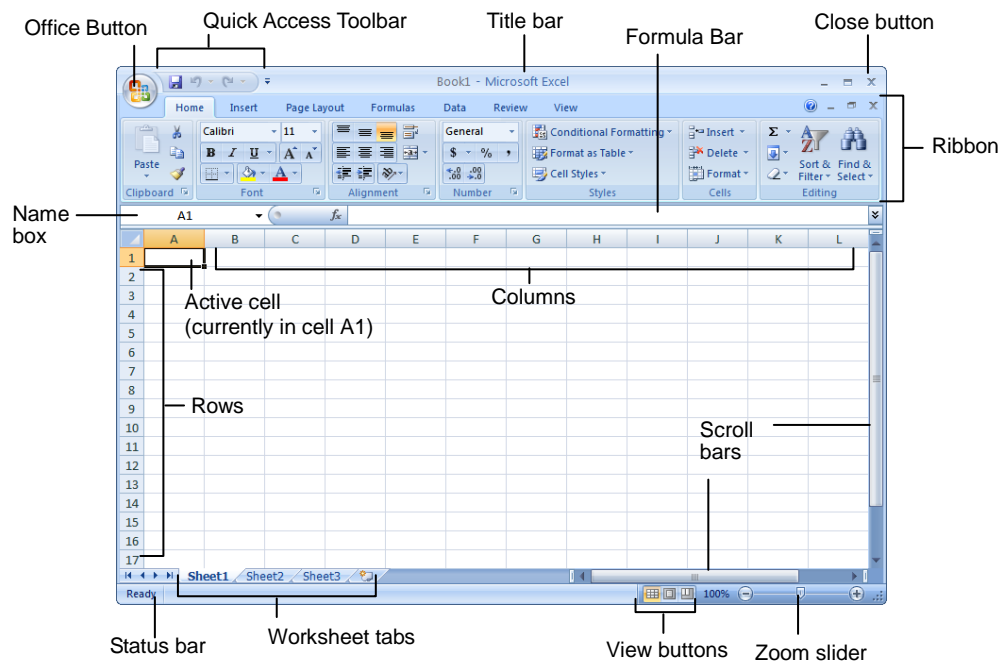 Office Button
Quick Access Toolbar
Title bar
Formula Bar
Close button
Book1 - Microsoft Excel
Home Insert Page Layout Formulas Data Review View
Calibri 11 General Conditional Formatting Insert Σ
Paste B I U A A $ % , Format as Table Delete Sort & Filter Find & Select
A .0 .00 .00 .0 Cell Styles Format
Clipboard Font Alignment Number Styles Cells Editing
Ribbon
Name box
A1 fx
A B C D E F G H I J K L
1
2
3
4
5
6
7
8
9
10
11
12
13
14
15
16
17
Active cell
(currently in cell A1)
Columns
Rows
Scroll
bars
Sheet1 Sheet2 Sheet3
Ready 100%
Status bar
Worksheet tabs
View buttons
Zoom slider